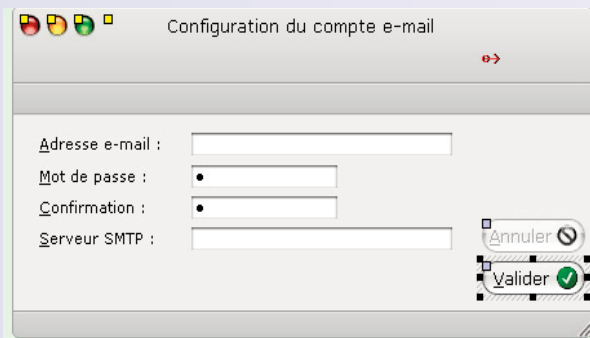 Configuration du compte e-mail
Adresse e-mail :
Mot de passe :
Confirmation :
Serveur SMTP :
Annuler
Valider